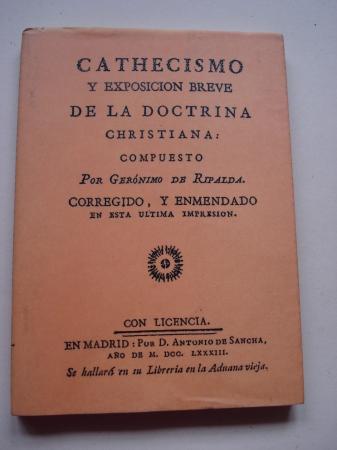 CATHECISMO
Y EXPOSICION BREVE
DE LA DOCTRINA
CHRISTIANA:
COMPUESTO
POR GERÓNIMO DE RIPALDA.
CORREGIDO, Y ENMENDADO
EN ESTA ULTIMA IMPRESION.
CON LICENCIA.
EN MADRID: POR D. ANTONIO DE SANCHA,
AÑO DE M. DCC. LXXXIII.
Se hallará en su Libreria en la Aduana vieja.